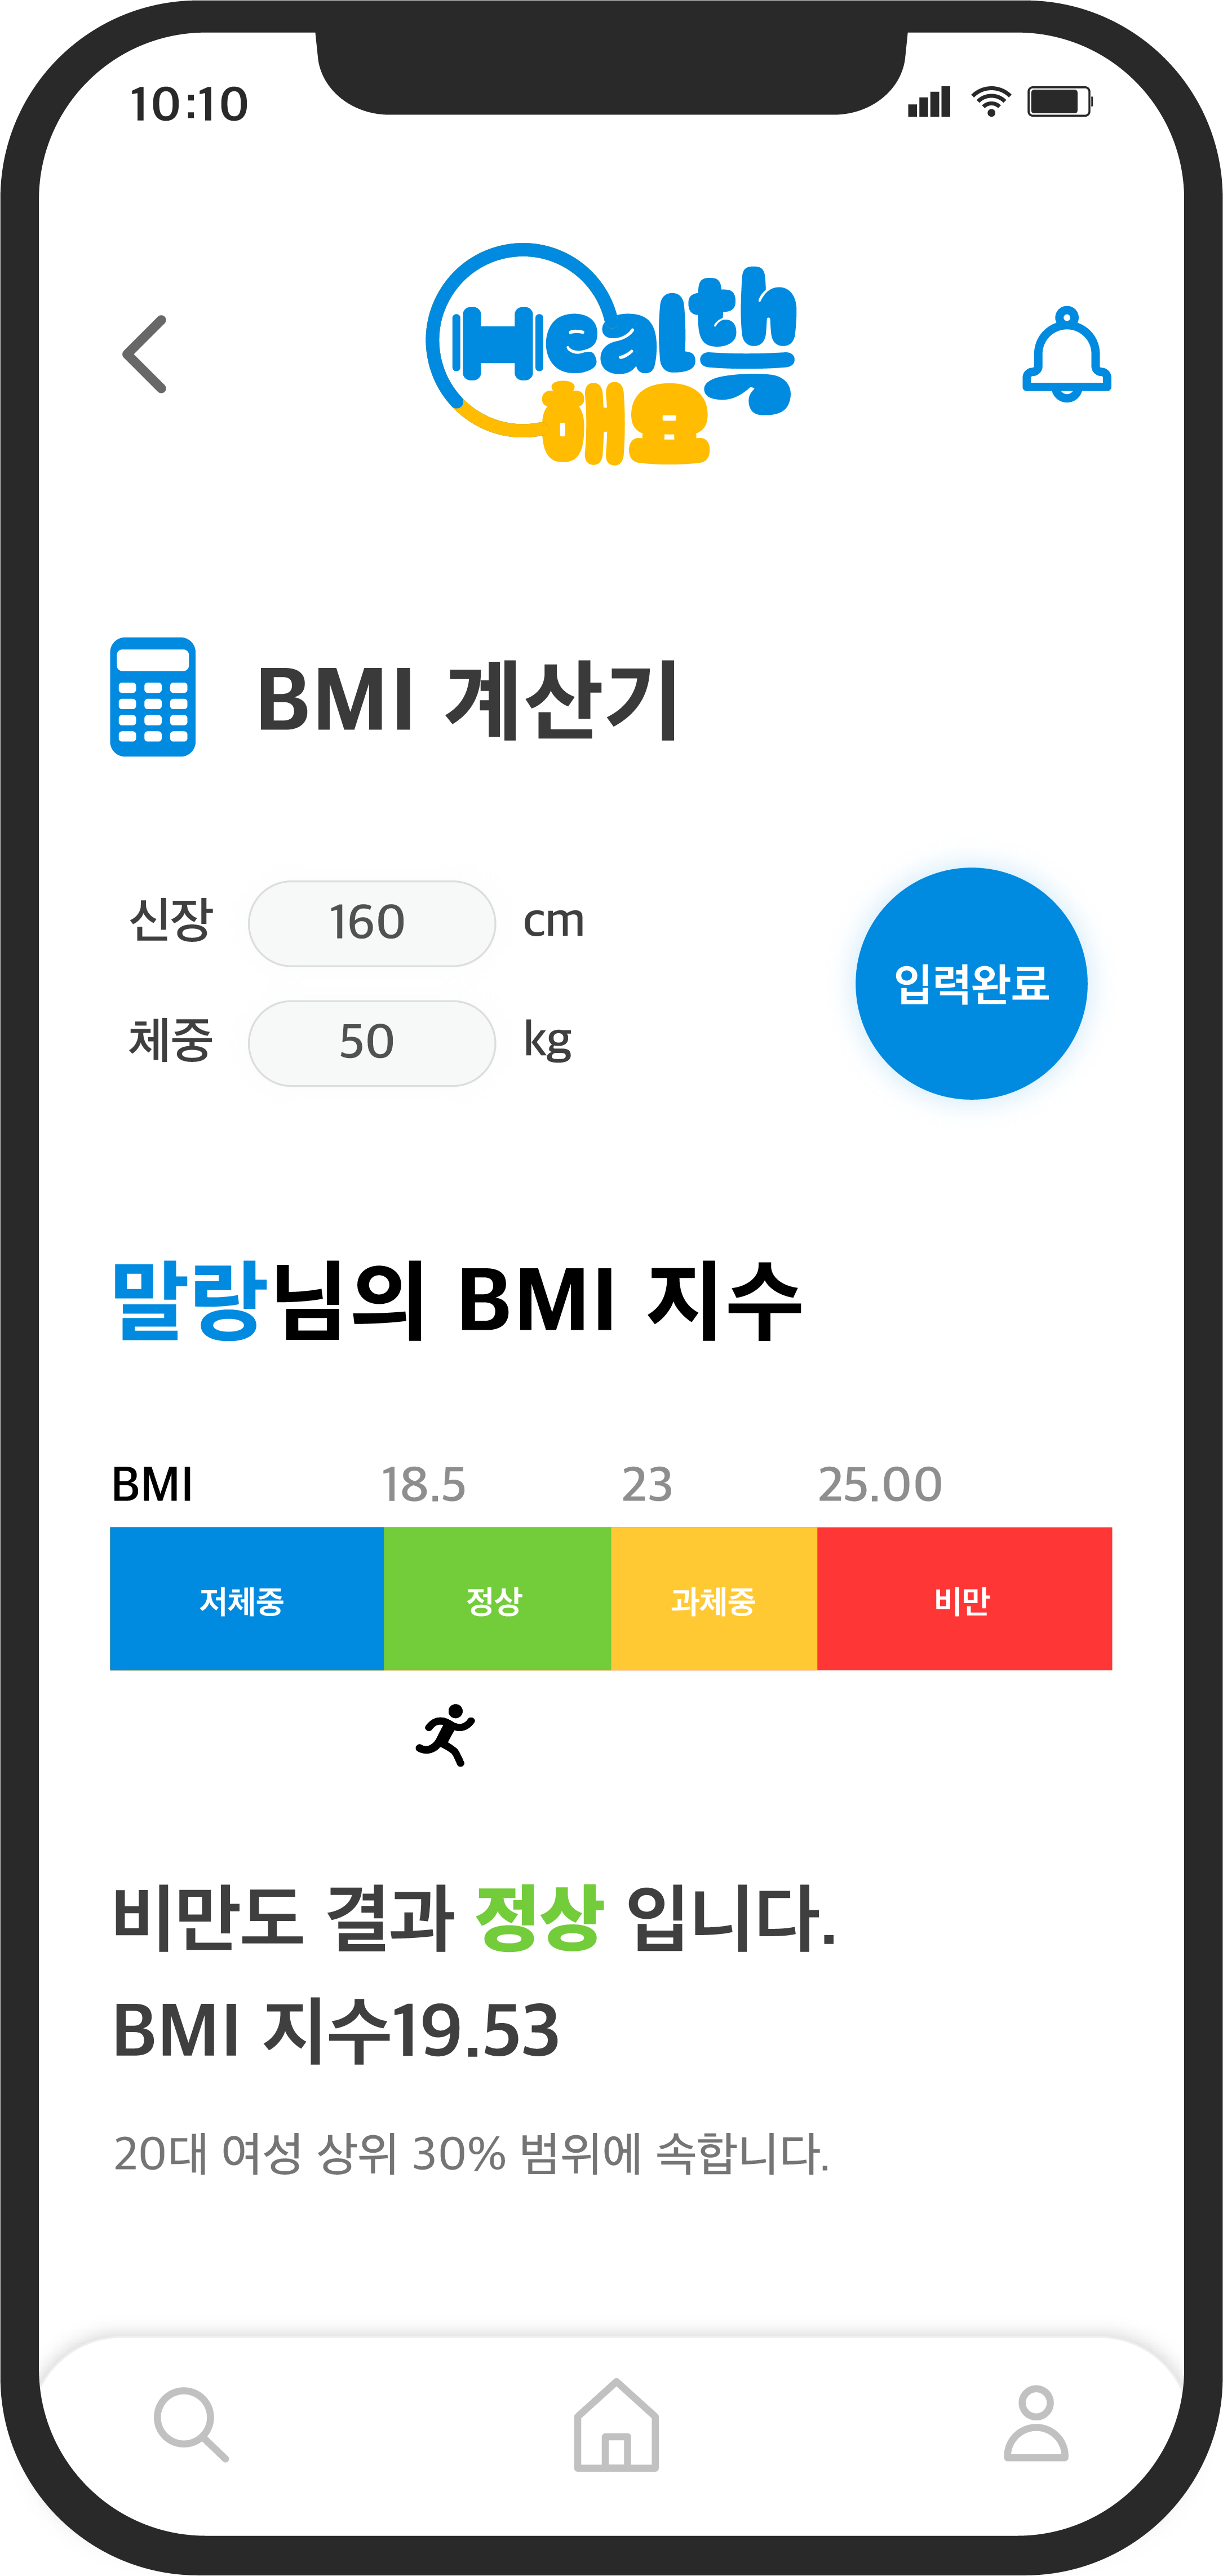 10:10
Health
해요
BMI 계산기
신장 160 cm
체중 50 kg
입력완료
말랑님의 BMI 지수
BMI 18.5 23 25.00
저체중 정상 과체중 비만
비만도 결과 정상 입니다.
BMI 지수19.53
20대 여성 상위 30% 범위에 속합니다.